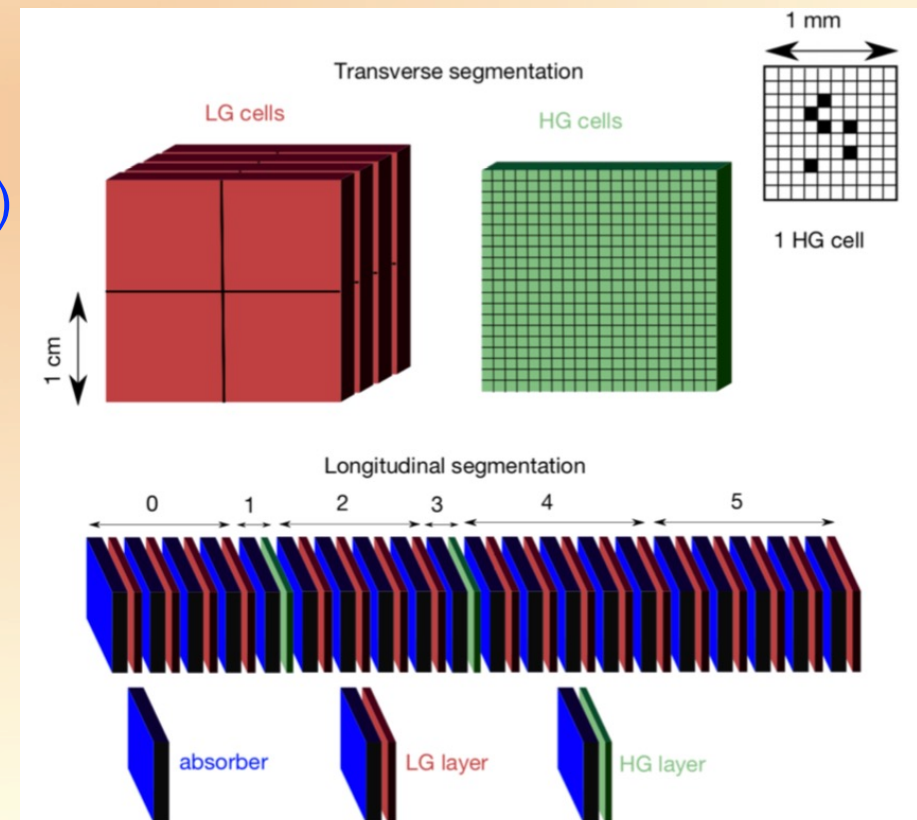 )
1 mm
Transverse segmentation
LG cells
HG cells
1 HG cell
1 cm
Longitudinal segmentation
0 1 2 3 4 5
absorber
LG layer
HG layer